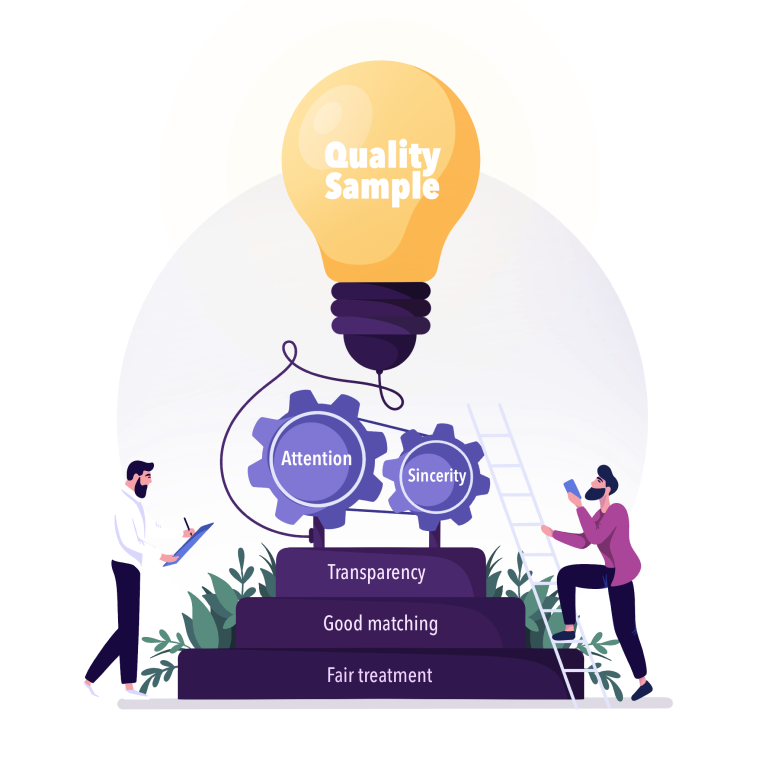 Quality
Sample
Attention
Sincerity
Transparency
Good matching
Fair treatment